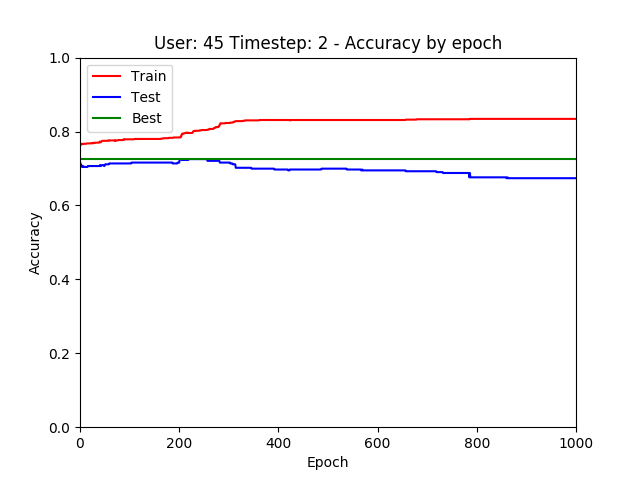 User: 45 Timestep: 2 - Accuracy by epoch
Train
Test
Best
1.0
0.8
0.6
0.4
0.2
0.0
Accuracy
0 200 400 600 800 1000
Epoch